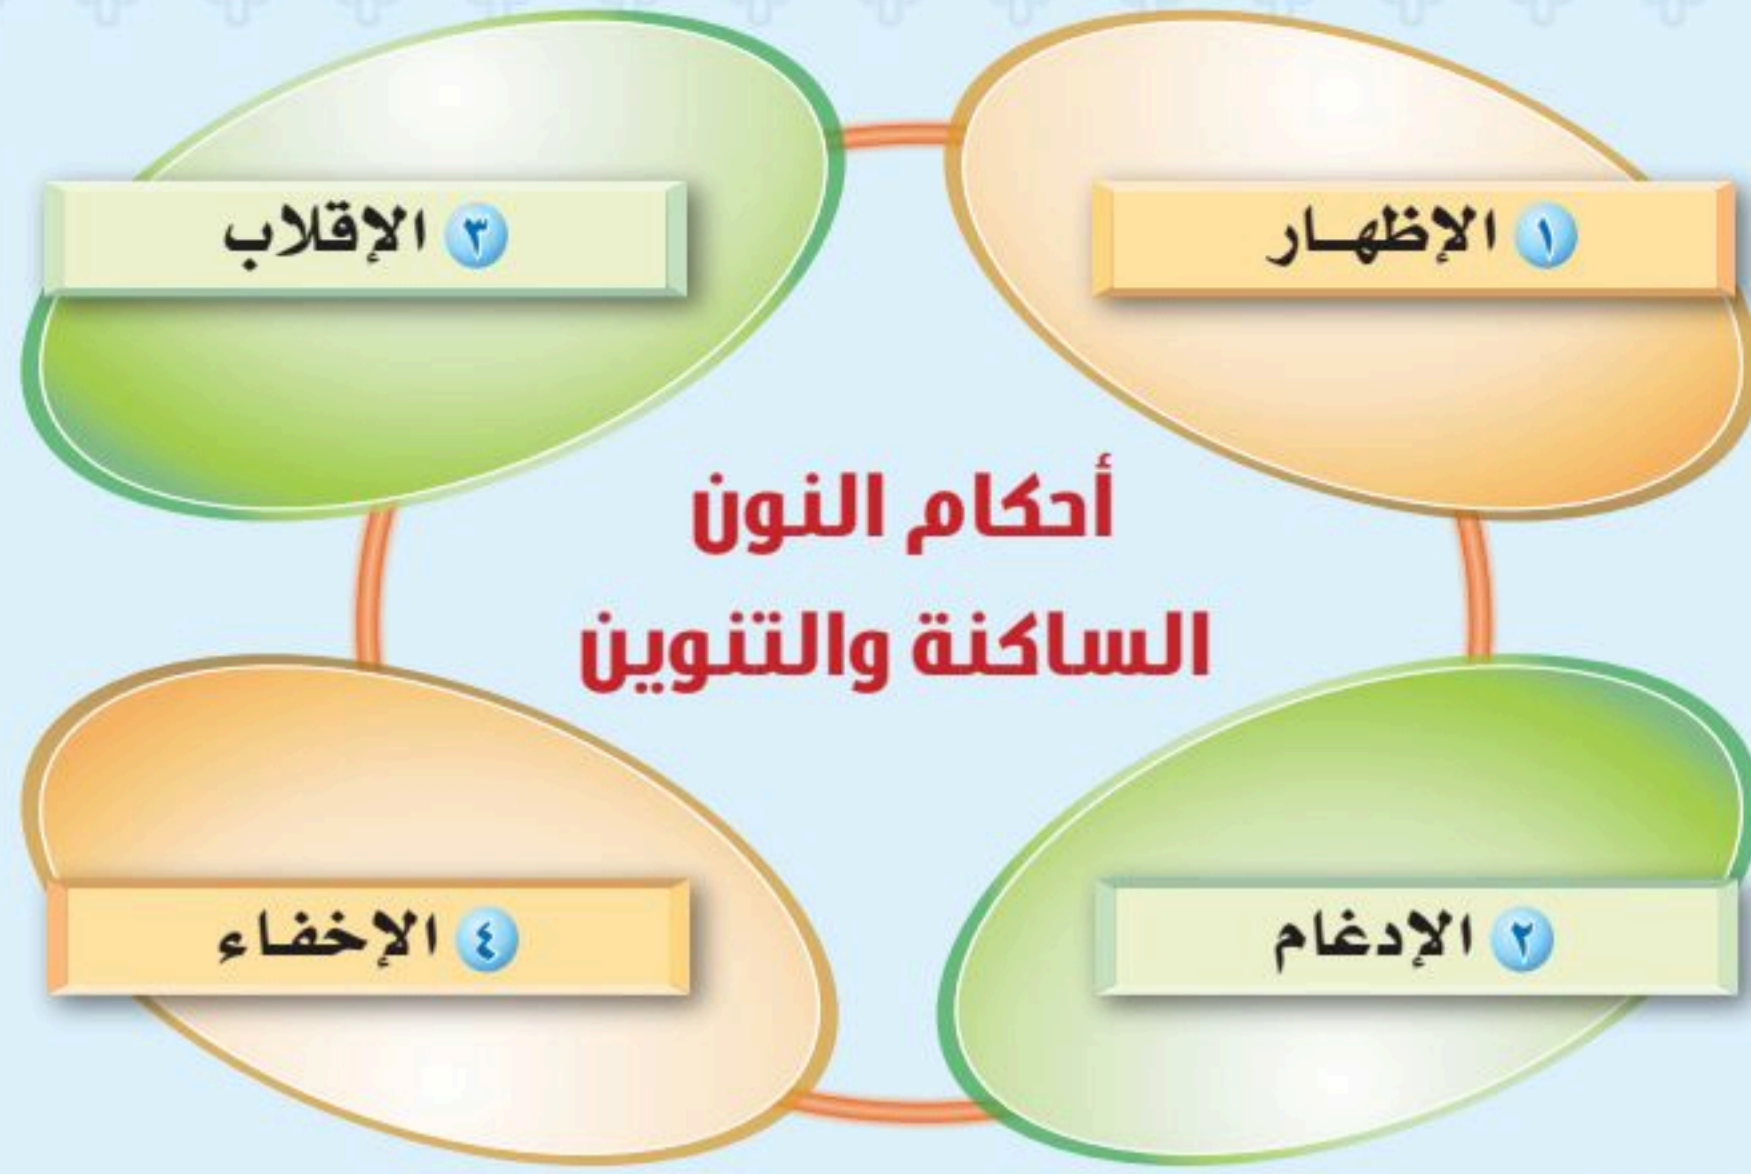 أحكام النون
الساكنة والتنوين
١ الإظهـار
٢ الإدغام
٣ الإقلاب
٤ الإخفـاء